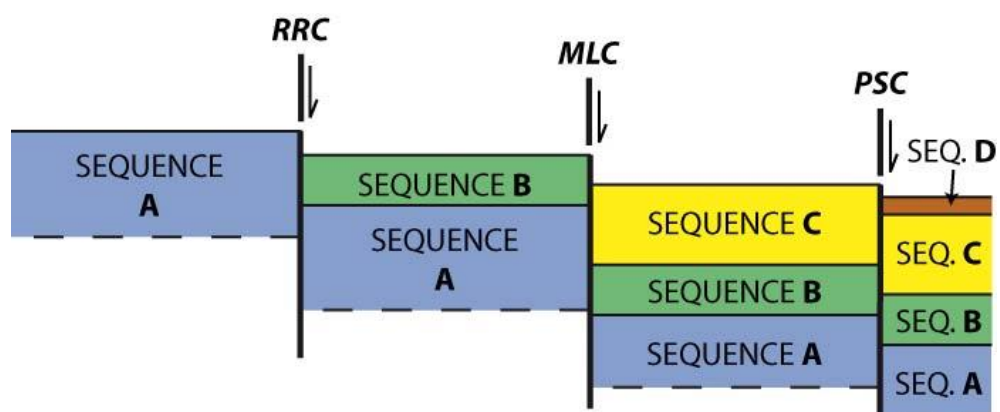 RRC
MLC
PSC
SEQ. D
SEQUENCE
A
SEQUENCE B
SEQUENCE
A
SEQUENCE C
SEQUENCE B
SEQUENCE A
SEQ. C
SEQ. B
SEQ. A